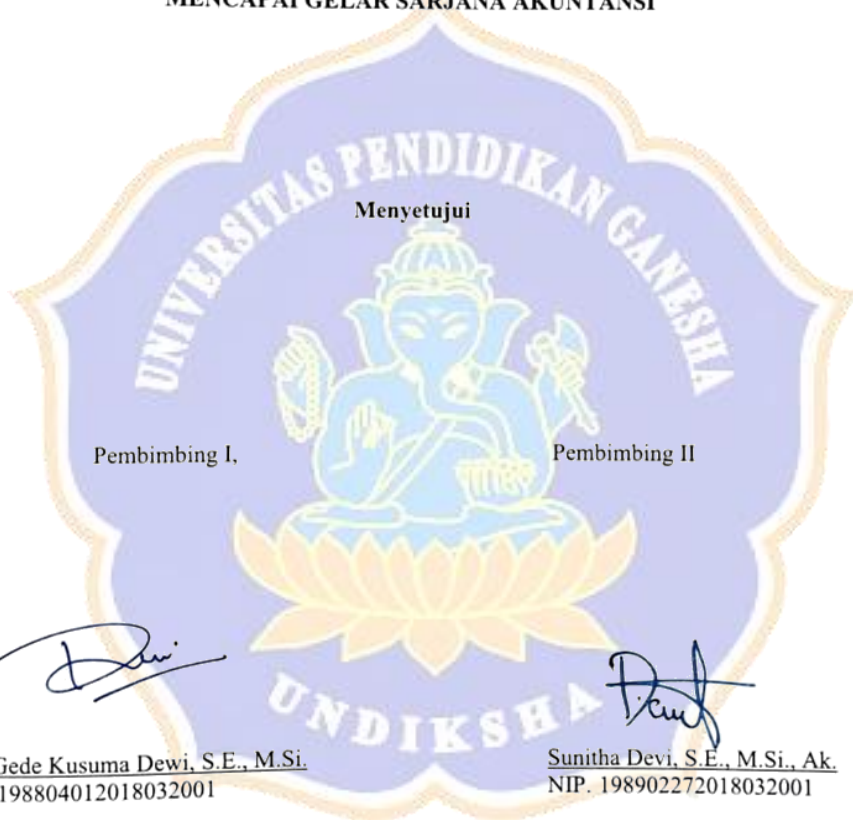 MENCAPAI GELAR SARJANA AKUNTANSI
UNIVERSITAS PENDIDIKAN GANESHA
Menyetujui
Pembimbing I,
Pembimbing II
UNDIKSHA
Gede Kusuma Dewi, S.E., M.Si.
198804012018032001
Sunitha Devi, S.E., M.Si., Ak.
NIP. 198902272018032001